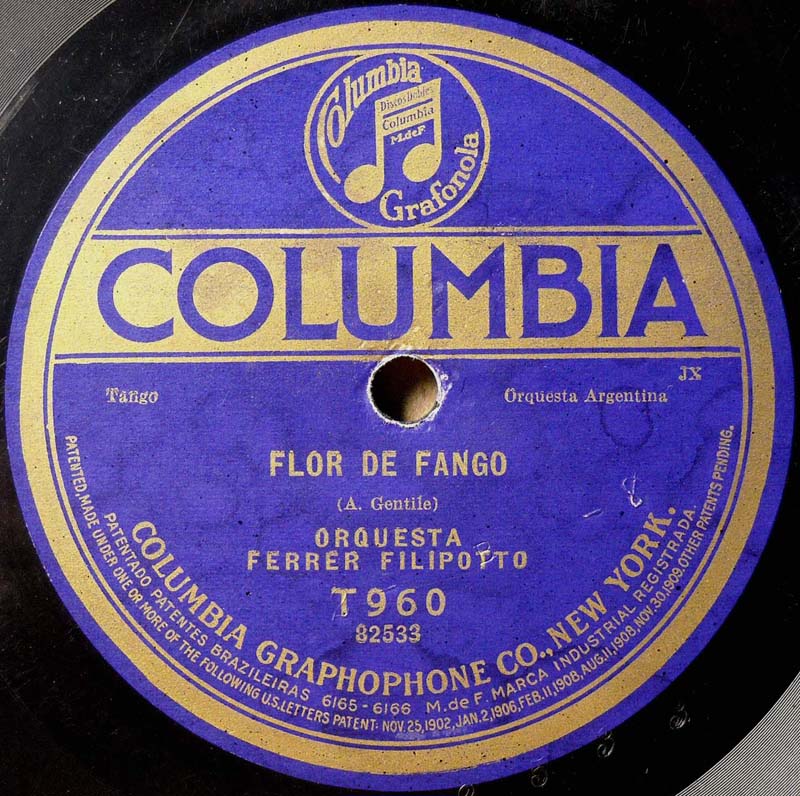 Columbia
Discos Dobles
Columbia
M.deF.
Grafonola
COLUMBIA
JX
Tango
Orquesta Argentina
FLOR DE FANGO
(A. Gentile)
ORQUESTA
FERRER FILIPOTTO
T960
82533
8
COLUMBIA GRAPHOPHONE CO., NEW YORK.
PATENTADO PATENTES BRAZILEIRAS 6165-6166 M.deF. MARCA INDUSTRIAL REGISTRADA.
PATENTED, MADE UNDER ONE OR MORE OF THE FOLLOWING U.S. LETTERS PATENT: NOV. 25, 1902, JAN. 2, 1906, FEB. 11, 1908, AUG. 11, 1908, NOV. 30, 1909. OTHER PATENTS PENDING.